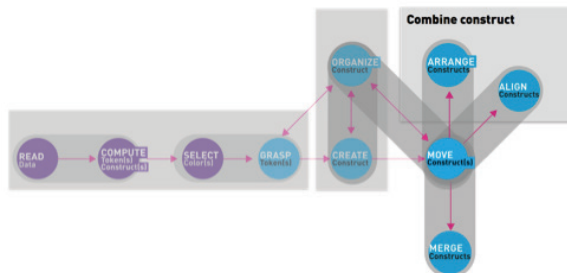 Combine construct
ORGANIZE
Construct
ARRANGE
Constructs
ALIGN
Constructs
READ
Data
COMPUTE
Token(s)
Construct(s)
SELECT
Color(s)
GRASP
Token(s)
CREATE
Construct
MOVE
Construct(s)
MERGE
Constructs